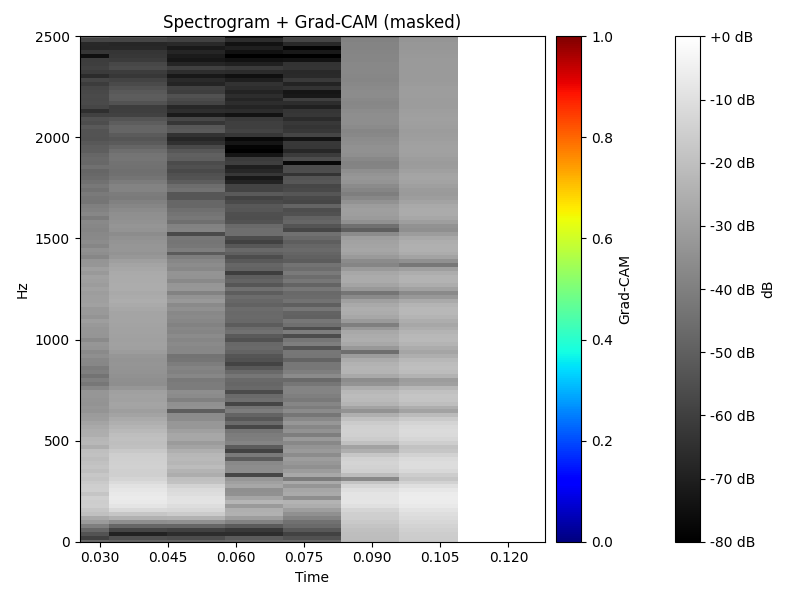 Spectrogram + Grad-CAM (masked)
2500
2000
1500
1000
500
0
Hz
0.030
0.045
0.060
0.075
0.090
0.105
0.120
Time
1.0
0.8
0.6
0.4
0.2
0.0
Grad-CAM
+0 dB
-10 dB
-20 dB
-30 dB
-40 dB
-50 dB
-60 dB
-70 dB
-80 dB
dB